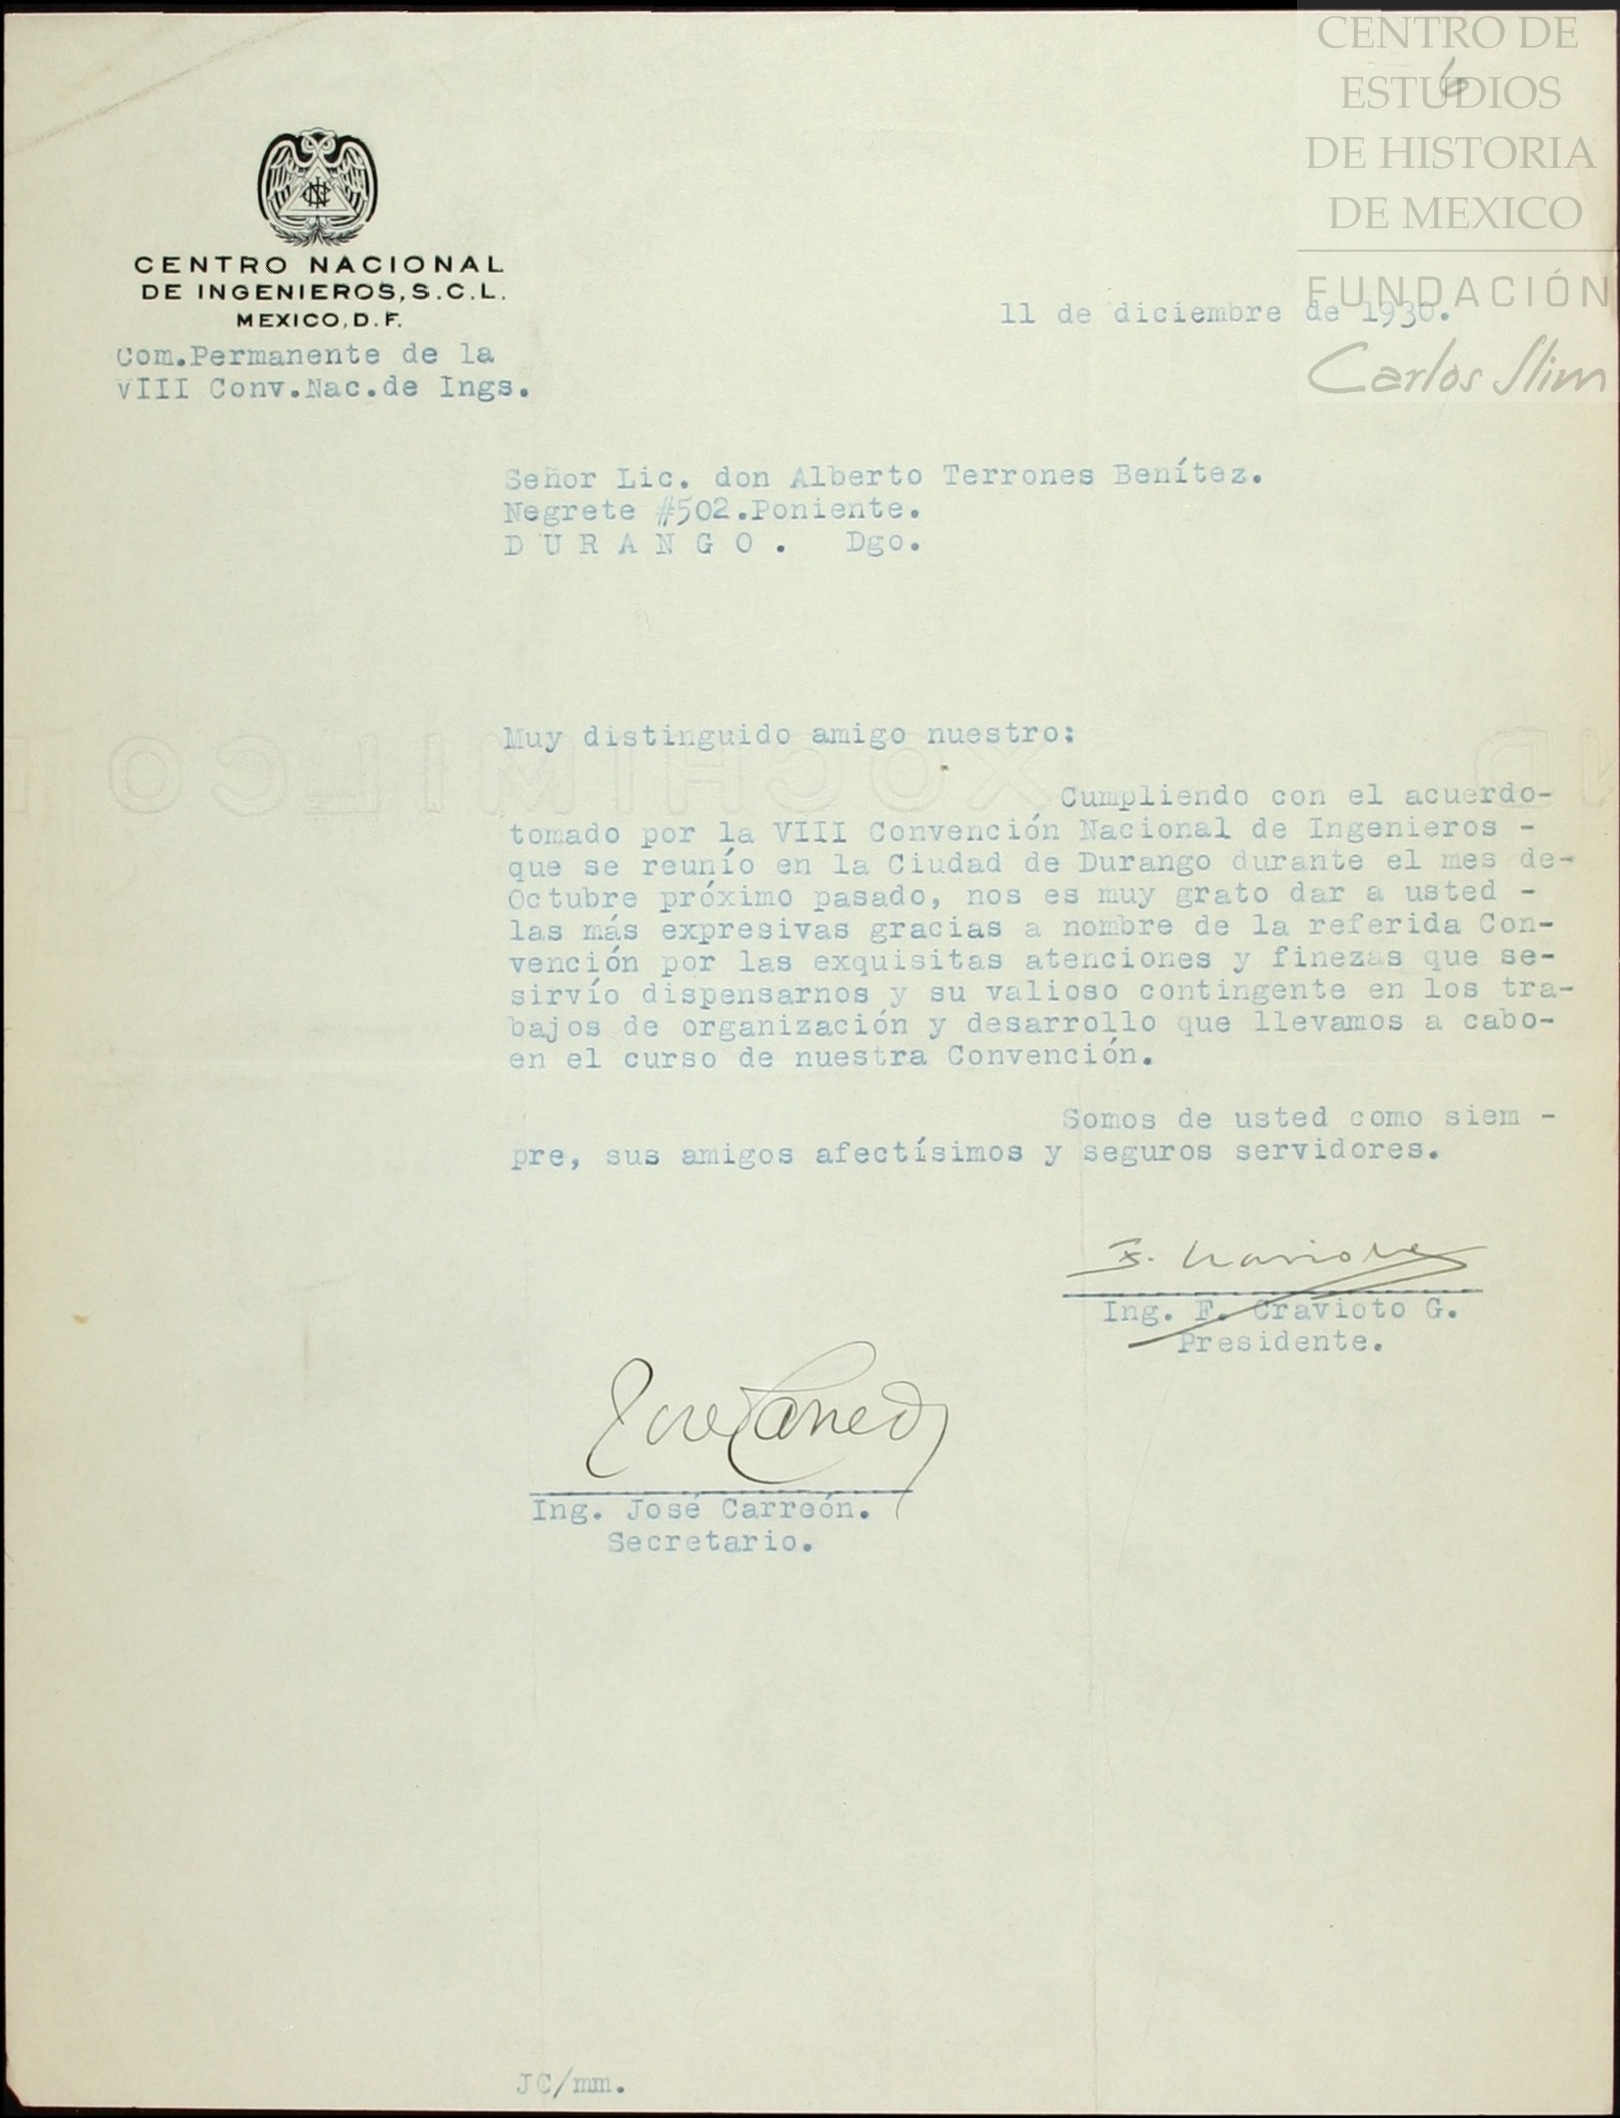 CENTRO DE
ESTUDIOS
DE HISTORIA
DE MEXICO
FUNDACIÓN
Carlos Slim
6
CENTRO NACIONAL
DE INGENIEROS, S.C.L.
MEXICO, D.F.
Com.Permanente de la
VIII Conv.Nac.de Ings.
11 de diciembre de 1930.
Señor Lic. don Alberto Terrones Benítez.
Negrete #502.Poniente.
D U R A N G O . Dgo.
Muy distinguido amigo nuestro:
XOCHIMILCO
Cumpliendo con el acuerdo-
tomado por la VIII Convención Nacional de Ingenieros -
que se reunío en la Ciudad de Durango durante el mes de-
Octubre próximo pasado, nos es muy grato dar a usted -
las más expresivas gracias a nombre de la referida Con-
vención por las exquisitas atenciones y finezas que se-
sirvío dispensarnos y su valioso contingente en los tra-
bajos de organización y desarrollo que llevamos a cabo-
en el curso de nuestra Convención.
Somos de usted como siem -
pre, sus amigos afectísimos y seguros servidores.
Ing. F. Cravioto G.
Presidente.
Ing. José Carreón.
Secretario.
JC/mm.